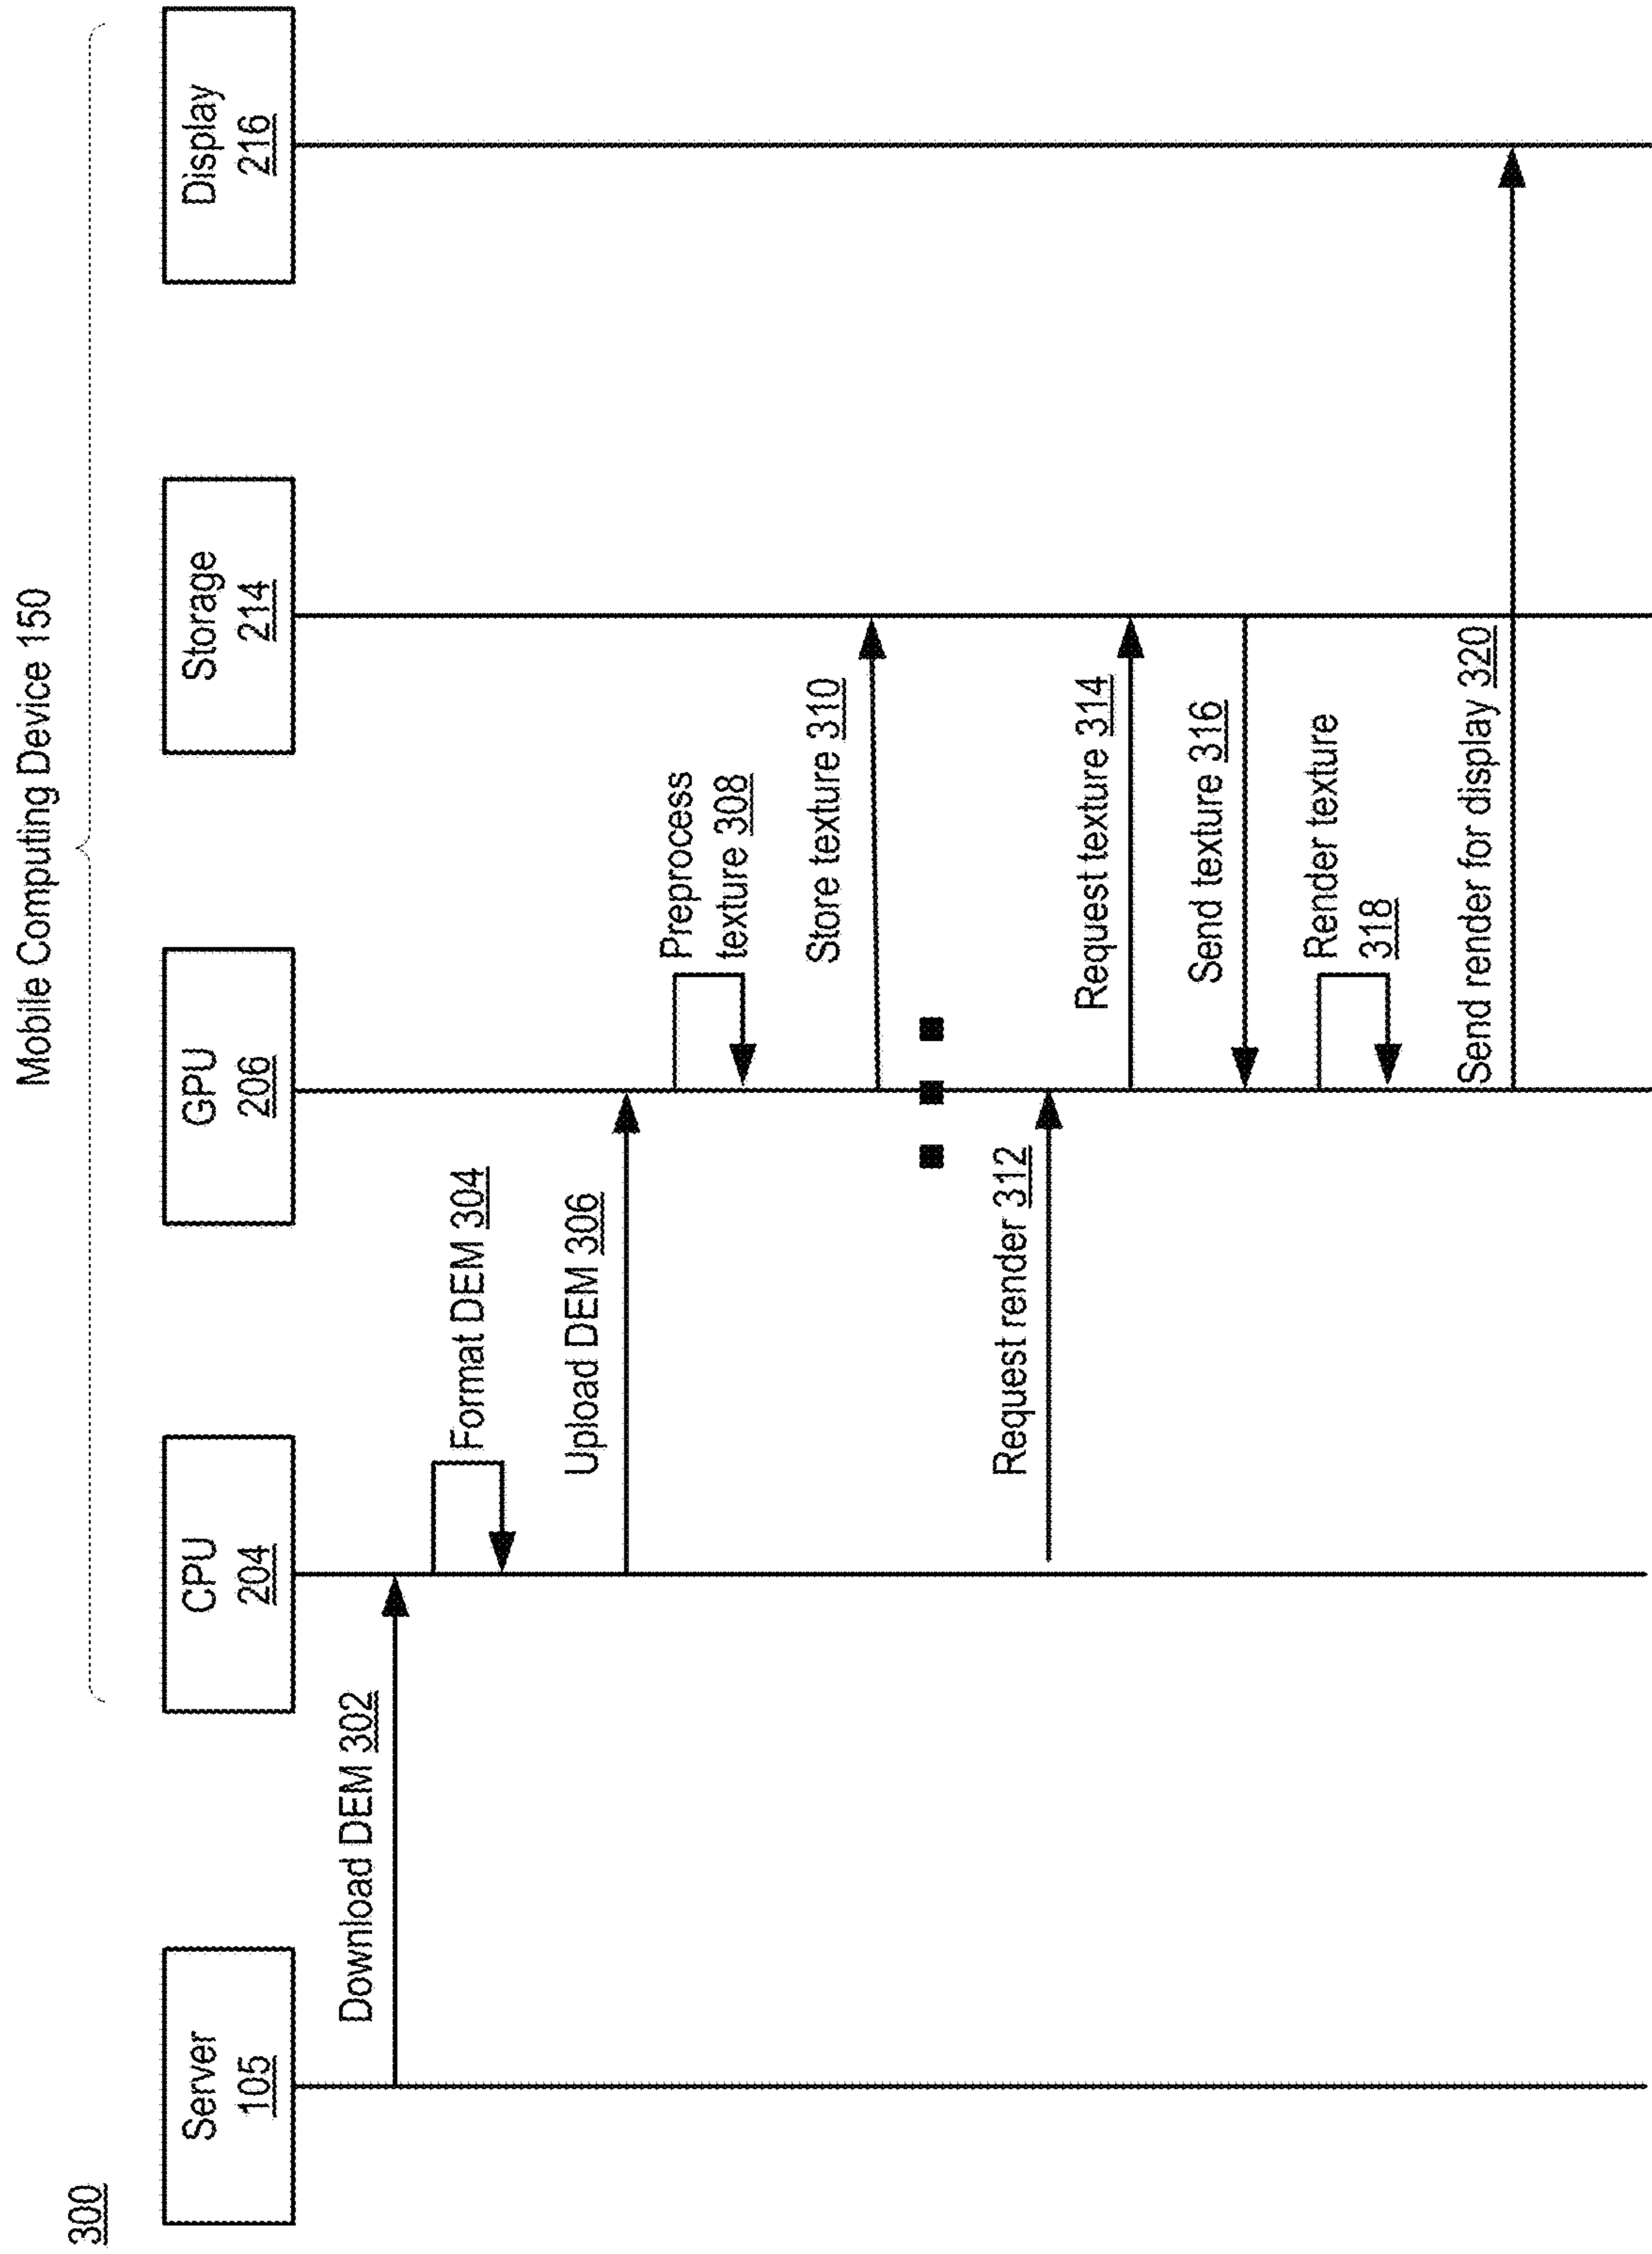 300
Mobile Computing Device 150
Server
105
CPU
204
GPU
206
Storage
214
Display
216
Download DEM 302
Format DEM 304
Upload DEM 306
Preprocess
texture 308
Store texture 310
Request render 312
Request texture 314
Send texture 316
Render texture
318
Send render for display 320